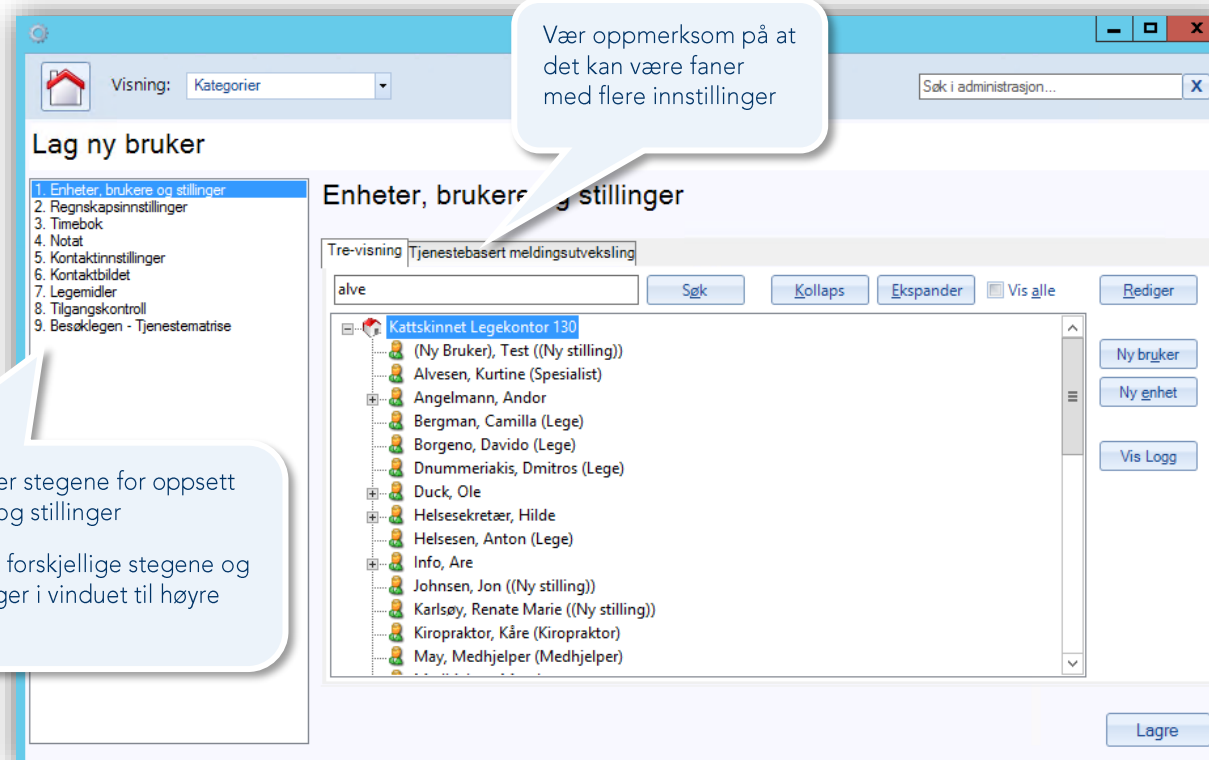 Vær oppmerksom på at
det kan være faner
med flere innstillinger
Visning:
Kategorier
Søk i administrasjon...
X
Lag ny bruker
1. Enheter, brukere og stillinger
2. Regnskapsinnstillinger
3. Timebok
4. Notat
5. Kontaktinnstillinger
6. Kontaktbildet
7. Legemidler
8. Tilgangskontroll
9. Besøklegen - Tjenestematrise
er stegene for oppsett
og stillinger
forskjellige stegene og
ger i vinduet til høyre
Enheter, brukere og stillinger
Tre-visning
Tjenestebasert meldingsutveksling
alve
Søk
Kollaps
Ekspander
Vis alle
Rediger
Kattskinnet Legekontor 130
(Ny Bruker), Test ((Ny stilling))
Alvesen, Kurtine (Spesialist)
Angelmann, Andor
Bergman, Camilla (Lege)
Borgeno, Davido (Lege)
Dnummeriakis, Dmitros (Lege)
Duck, Ole
Helsesekretær, Hilde
Helsesen, Anton (Lege)
Info, Are
Johnsen, Jon ((Ny stilling))
Karlsøy, Renate Marie ((Ny stilling))
Kiropraktor, Kåre (Kiropraktor)
May, Medhjelper (Medhjelper)
Ny bruker
Ny enhet
Vis Logg
Lagre